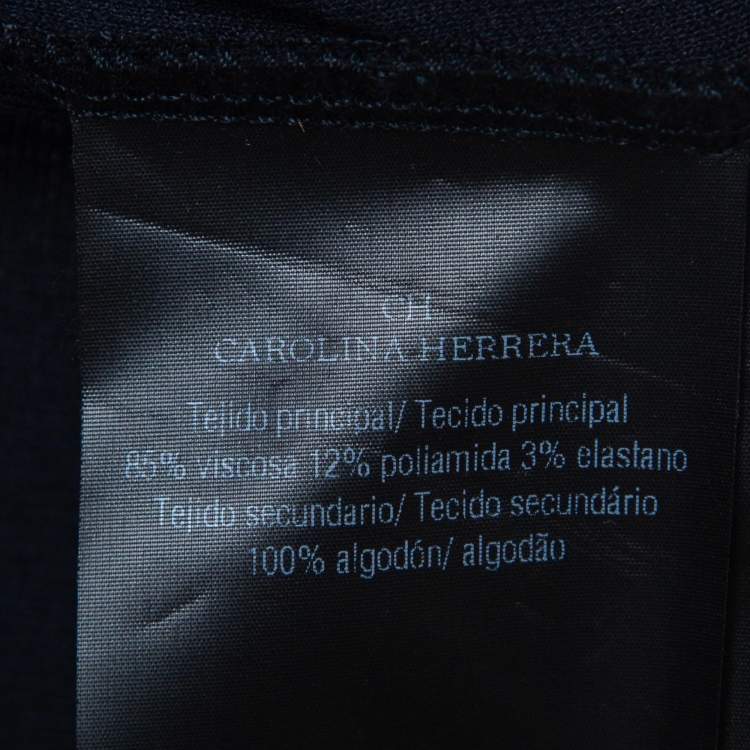 CH
CAROLINA HERRERA
Tejido principal/ Tecido principal
85% viscosa 12% poliamida 3% elastano
Tejido secundario/ Tecido secundário
100% algodón/ algodão